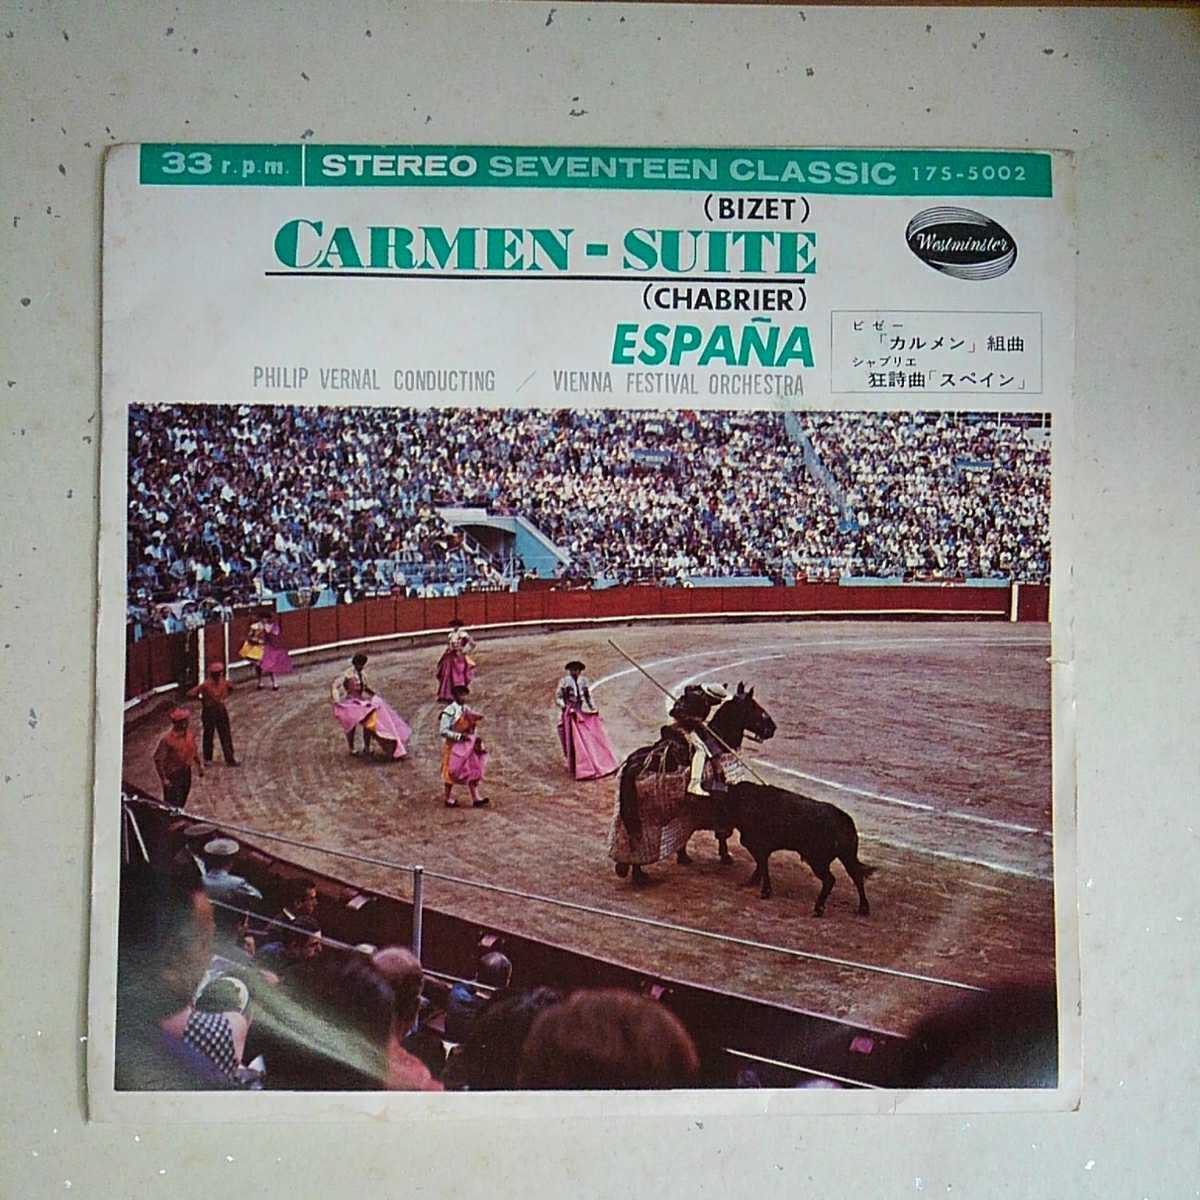 33 r.p.m. STEREO SEVENTEEN CLASSIC 17S-5002
(BIZET)
CARMEN-SUITE
(CHABRIER)
ESPAÑA
PHILIP VERNAL CONDUCTING / VIENNA FESTIVAL ORCHESTRA
Westminster
ビゼー
「カルメン」組曲
シャブリエ
狂詩曲「スペイン」